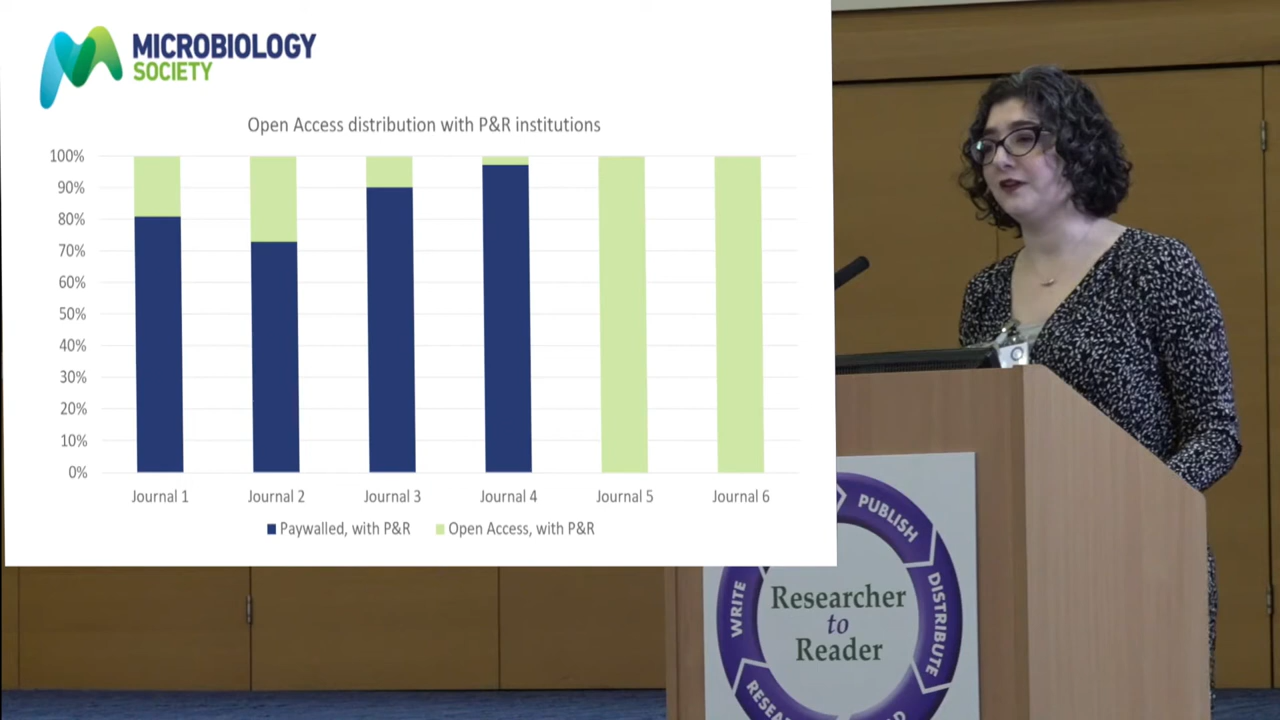 MICROBIOLOGY
SOCIETY
Open Access distribution with P&R institutions
100%
90%
80%
70%
60%
50%
40%
30%
20%
10%
0%
Journal 1
Journal 2
Journal 3
Journal 4
Journal 5
Journal 6
Paywalled, with P&R
Open Access, with P&R
PUBLISH
DISTRIBUTE
WRITE
Researcher
to
Reader